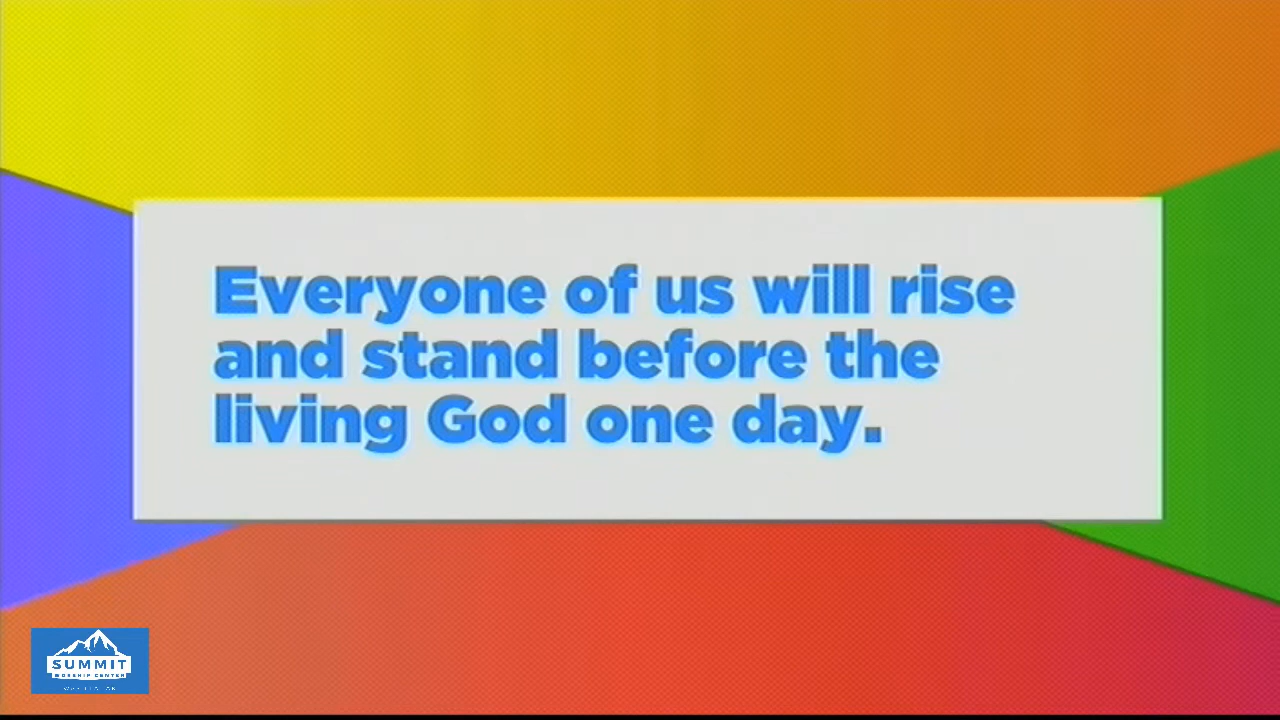 Everyone of us will rise
and stand before the
living God one day.
SUMMIT
WORSHIP CENTER